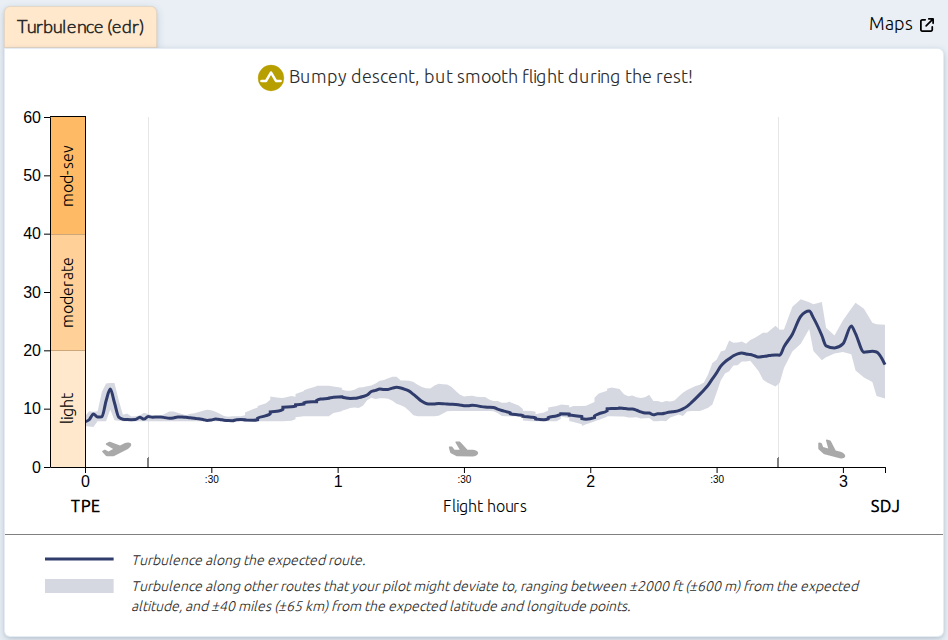 Turbulence (edr)
Maps
Bumpy descent, but smooth flight during the rest!
60
50
40
30
20
10
0
mod-sev
moderate
light
0
:30
1
:30
2
:30
3
TPE
Flight hours
SDJ
Turbulence along the expected route.
Turbulence along other routes that your pilot might deviate to, ranging between ±2000 ft (±600 m) from the expected
altitude, and ±40 miles (±65 km) from the expected latitude and longitude points.